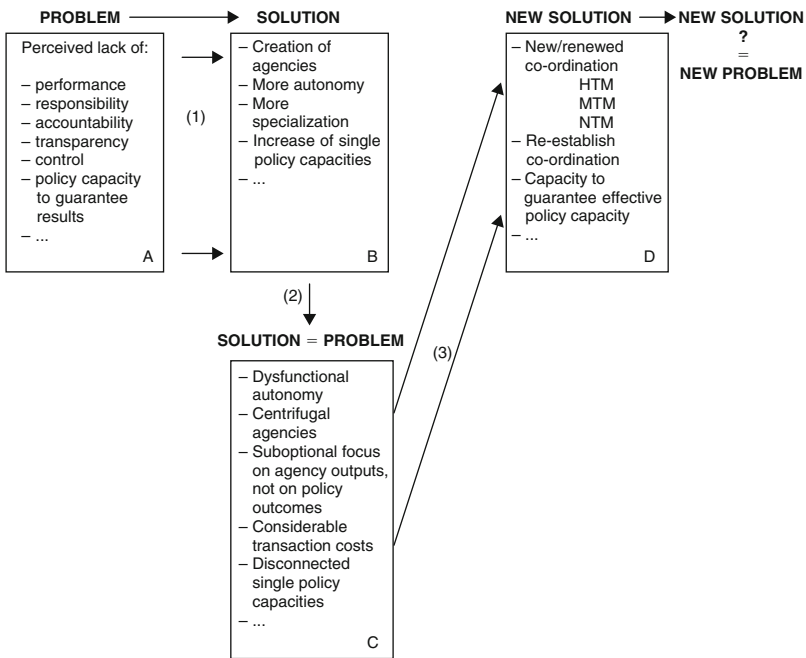 PROBLEM
SOLUTION
Perceived lack of:
– performance
– responsibility
– accountability
– transparency
– control
– policy capacity
to guarantee
results
– ...
A
(1)
– Creation of
agencies
– More autonomy
– More
specialization
– Increase of single
policy capacities
– ...
B
(2)
SOLUTION = PROBLEM
– Dysfunctional
autonomy
– Centrifugal
agencies
– Suboptional focus
on agency outputs,
not on policy
outcomes
– Considerable
transaction costs
– Disconnected
single policy
capacities
– ...
C
(3)
NEW SOLUTION
– New/renewed
co-ordination
HTM
MTM
NTM
– Re-establish
co-ordination
– Capacity to
guarantee effective
policy capacity
– ...
D
NEW SOLUTION
?
=
NEW PROBLEM